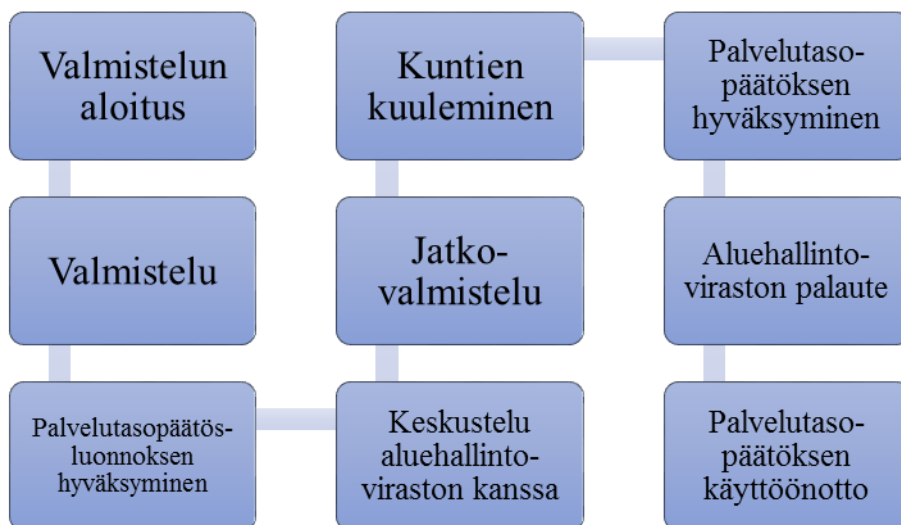 Valmistelun
aloitus
Valmistelu
Palvelutasopäätös-
luonnoksen
hyväksyminen
Keskustelu
aluehallinto-
viraston kanssa
Jatko-
valmistelu
Kuntien
kuuleminen
Palvelutaso-
päätöksen
hyväksyminen
Aluehallinto-
viraston palaute
Palvelutaso-
päätöksen
käyttöönotto